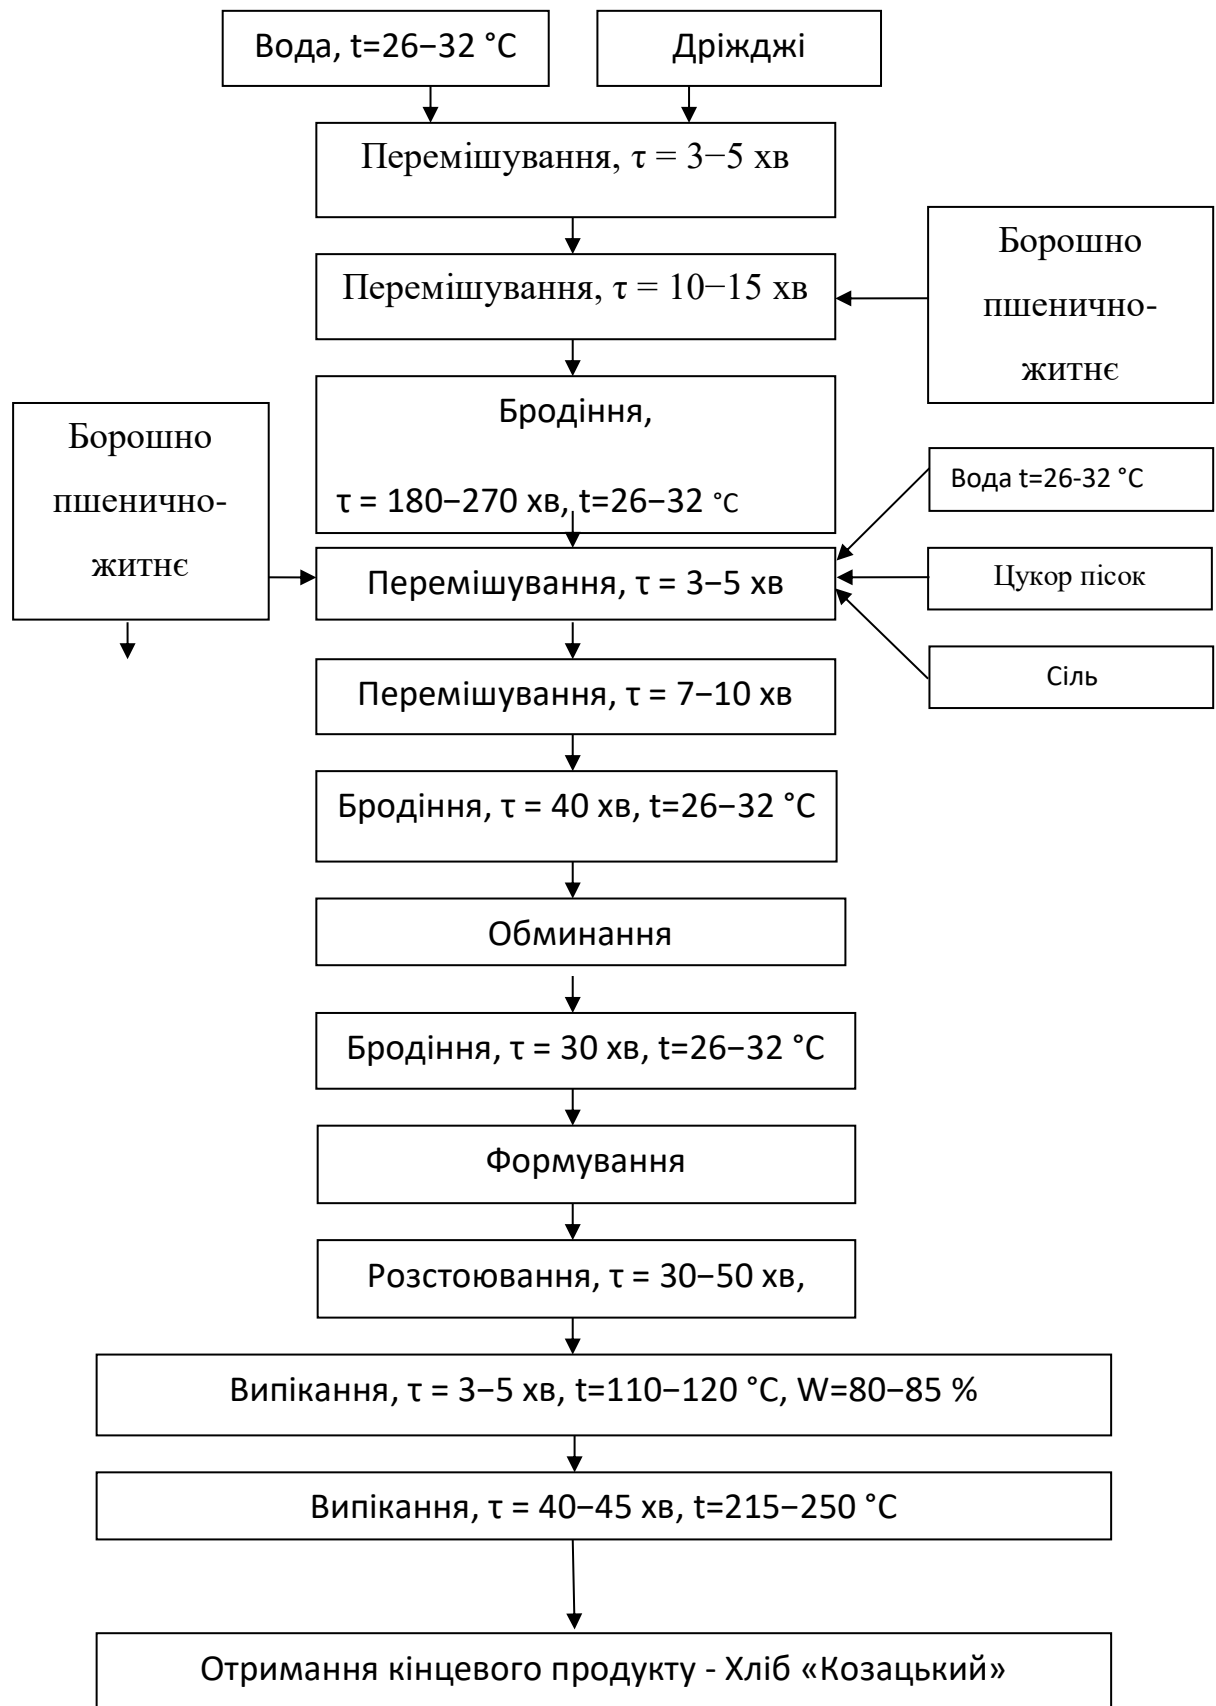 Вода, t=26−32 °С
Дріжджі
Перемішування, τ = 3−5 хв
Перемішування, τ = 10−15 хв
Борошно
пшенично-
житнє
Бродіння,
τ = 180−270 хв, t=26−32 °С
Борошно
пшенично-
житнє
Вода t=26-32 °С
Перемішування, τ = 3−5 хв
Цукор пісок
Сіль
Перемішування, τ = 7−10 хв
Бродіння, τ = 40 хв, t=26−32 °С
Обминання
Бродіння, τ = 30 хв, t=26−32 °С
Формування
Розстоювання, τ = 30−50 хв,
Випікання, τ = 3−5 хв, t=110−120 °С, W=80−85 %
Випікання, τ = 40−45 хв, t=215−250 °С
Отримання кінцевого продукту - Хліб «Козацький»